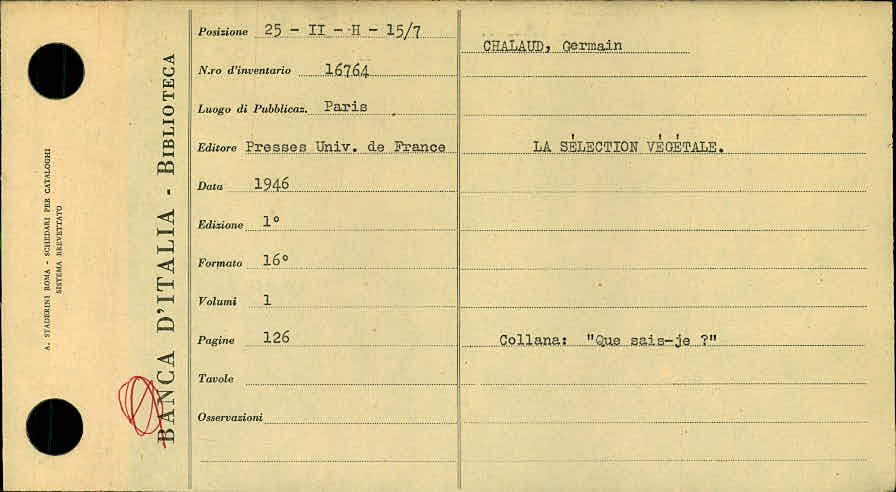 A. STADERINI ROMA - SCHEDARI PER CATALOGHI
SISTEMA BREVETTATO
BANCA D'ITALIA - BIBLIOTECA
Posizione 25 - II - H - 15/7
N.ro d'inventario 16764
Luogo di Pubblicaz. Paris
Editore Presses Univ. de France
Data 1946
Edizione 1°
Formato 16°
Volumi 1
Pagine 126
Tavole
Osservazioni
CHALAUD, Germain
LA SÉLECTION VÉGÉTALE.
Collana: "Que sais-je ?"